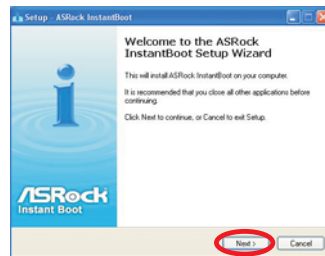 Setup - ASRock InstantBoot
Welcome to the ASRock
InstantBoot Setup Wizard
This will install ASRock InstantBoot on your computer.
It is recommended that you close all other applications before
continuing.
Click Next to continue, or Cancel to exit Setup.
ASRock
Instant Boot
Next >
Cancel